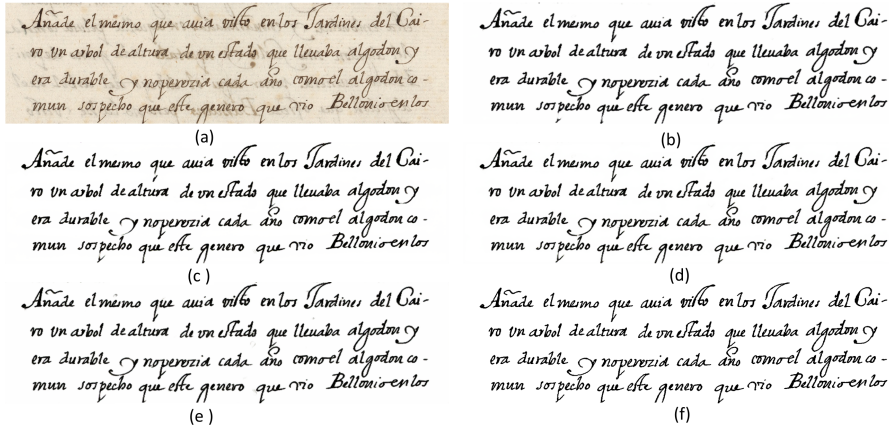 Añade el mesmo que auia visto en los Jardines del Cai-
ro vn arbol de altura de vn estado que lleuaba algodon y
era durable y no perezia cada año como el algodon co-
mun sospecho que este genero que vio Bellonio en los
(a)
Añade el mesmo que auia visto en los Jardines del Cai-
ro vn arbol de altura de vn estado que lleuaba algodon y
era durable y no perezia cada año como el algodon co-
mun sospecho que este genero que vio Bellonio en los
(b)
Añade el mesmo que auia visto en los Jardines del Cai-
ro vn arbol de altura de vn estado que lleuaba algodon y
era durable y no perezia cada año como el algodon co-
mun sospecho que este genero que vio Bellonio en los
(c)
Añade el mesmo que auia visto en los Jardines del Cai-
ro vn arbol de altura de vn estado que lleuaba algodon y
era durable y no perezia cada año como el algodon co-
mun sospecho que este genero que vio Bellonio en los
(d)
Añade el mesmo que auia visto en los Jardines del Cai-
ro vn arbol de altura de vn estado que lleuaba algodon y
era durable y no perezia cada año como el algodon co-
mun sospecho que este genero que vio Bellonio en los
(e )
Añade el mesmo que auia visto en los Jardines del Cai-
ro vn arbol de altura de vn estado que lleuaba algodon y
era durable y no perezia cada año como el algodon co-
mun sospecho que este genero que vio Bellonio en los
(f)